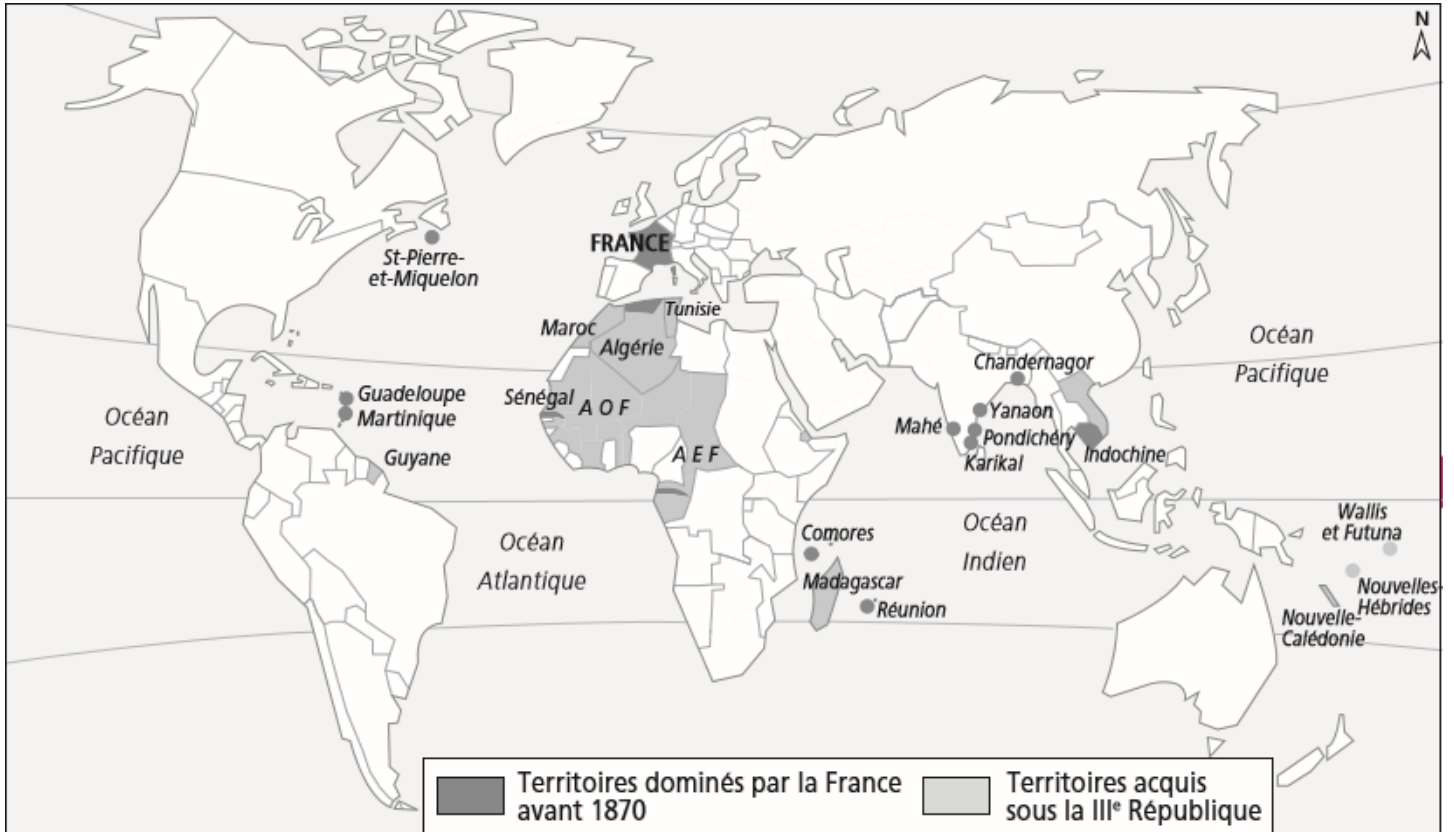 N
FRANCE
St-Pierre-
et-Miquelon
Tunisie
Maroc
Algérie
Océan
Pacifique
Chandernagor
Guadeloupe
Martinique
Sénégal
A O F
Océan
Pacifique
Yanaon
Mahé
Pondichéry
Karikal
Indochine
Guyane
A E F
Océan
Atlantique
Comores
Madagascar
Réunion
Océan
Indien
Wallis
et Futuna
Nouvelles-
Hébrides
Nouvelle-
Calédonie
Territoires dominés par la France
avant 1870
Territoires acquis
sous la IIIe République